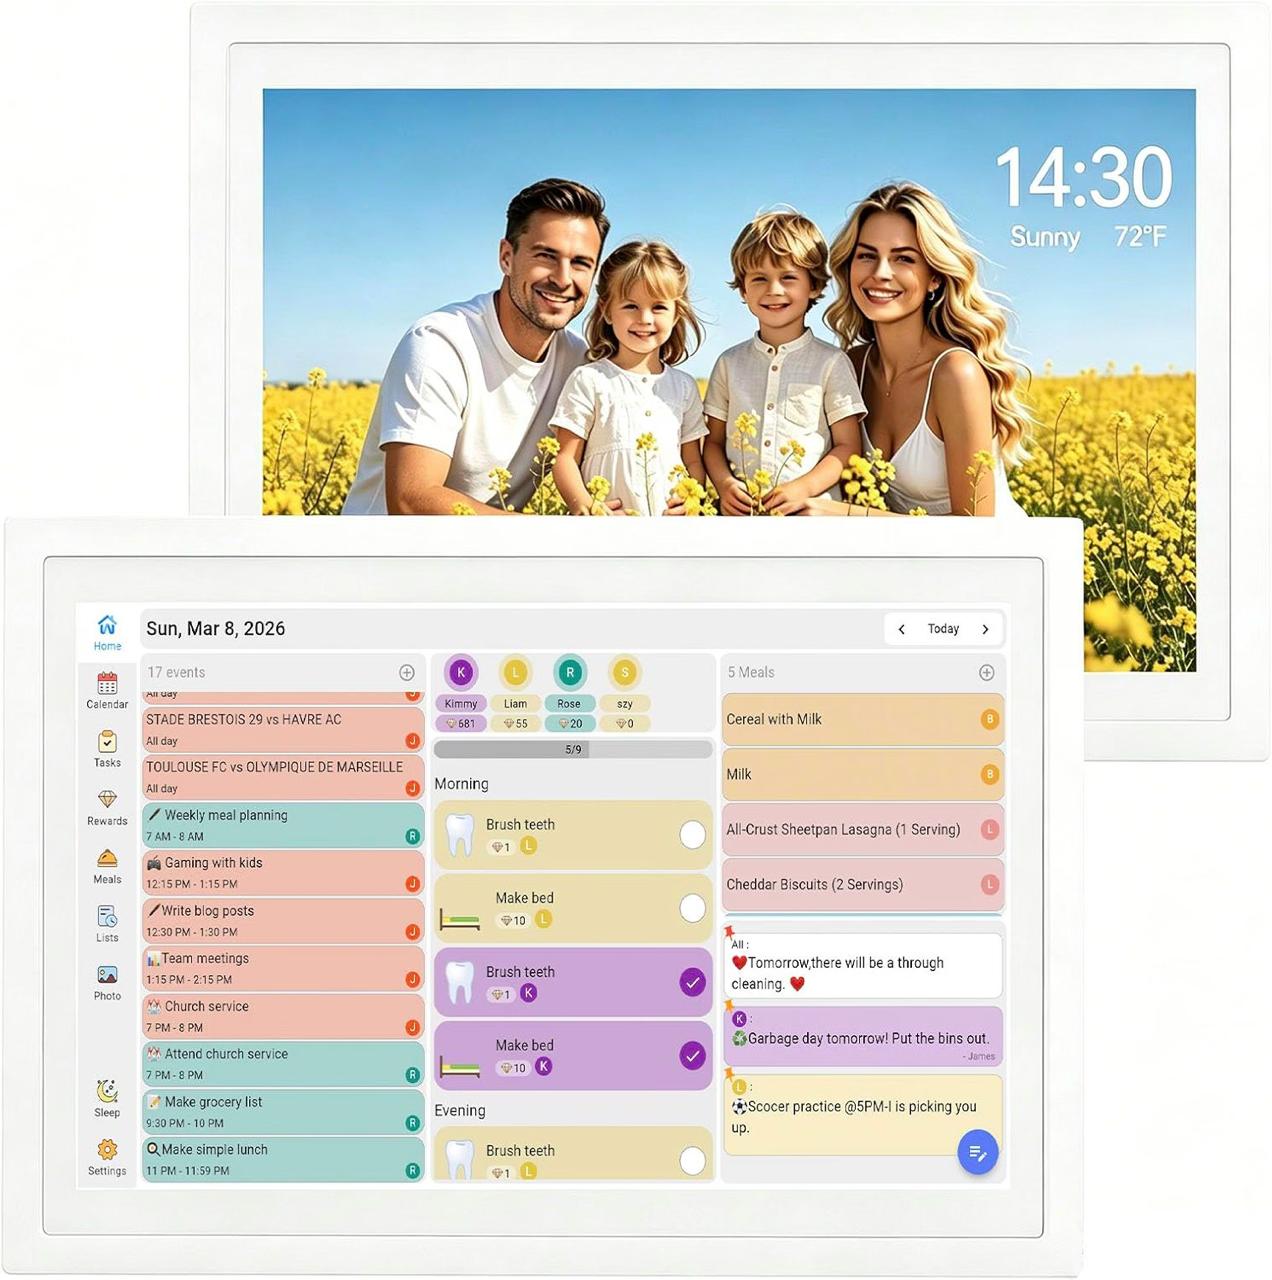 14:30
Sunny 72°F
Home
Calendar
Tasks
Rewards
Meals
Lists
Photo
Sleep
Settings
Sun, Mar 8, 2026
< Today >
17 events
All day
J
STADE BRESTOIS 29 vs HAVRE AC
All day
J
TOULOUSE FC vs OLYMPIQUE DE MARSEILLE
All day
J
Weekly meal planning
7 AM - 8 AM
R
Gaming with kids
12:15 PM - 1:15 PM
J
Write blog posts
12:30 PM - 1:30 PM
J
Team meetings
1:15 PM - 2:15 PM
J
Church service
7 PM - 8 PM
J
Attend church service
7 PM - 8 PM
R
Make grocery list
9:30 PM - 10 PM
R
Make simple lunch
11 PM - 11:59 PM
R
K L R S
Kimmy Liam Rose szy
681 55 20 0
5/9
Morning
Brush teeth
1 L
Make bed
10 L
Brush teeth
1 K
Make bed
10 K
Evening
Brush teeth
1 L
5 Meals
Cereal with Milk
B
Milk
B
All-Crust Sheetpan Lasagna (1 Serving)
L
Cheddar Biscuits (2 Servings)
L
All :
Tomorrow,there will be a through
cleaning.
K :
Garbage day tomorrow! Put the bins out.
- James
L :
Scocer practice @5PM-I is picking you
up.